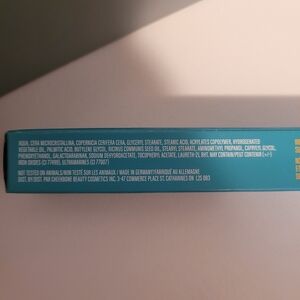 AQUA, CERA MICROCRISTALLINA, COPERNICIA CERIFERA CERA, GLYCERYL STEARATE, STEARIC ACID, ACRYLATES COPOLYMER, HYDROGENATED
VEGETABLE OIL, PALMITIC ACID, BUTYLENE GLYCOL, RICINUS COMMUNIS SEED OIL, STEARYL STEARATE, AMINOMETHYL PROPANOL, CAPRYLYL GLYCOL,
PHENOXYETHANOL, GALACTOARABINAN, SODIUM DEHYDROACETATE, TOCOPHERYL ACETATE, LAURETH-21, MAY CONTAIN/PEUT CONTENIR (+/-):
IRON OXIDES (CI 77499), ULTRAMARINES (CI 77007)
NOT TESTED ON ANIMALS/NON TESTÉ SUR LES ANIMAUX / MADE IN GERMANY/FABRIQUÉ AU ALLEMAGNE
DIST. BY/DIST. PAR CHEEKBONE BEAUTY COSMETICS INC. 3-47 COMMERCE PLACE ST. CATHARINES ON